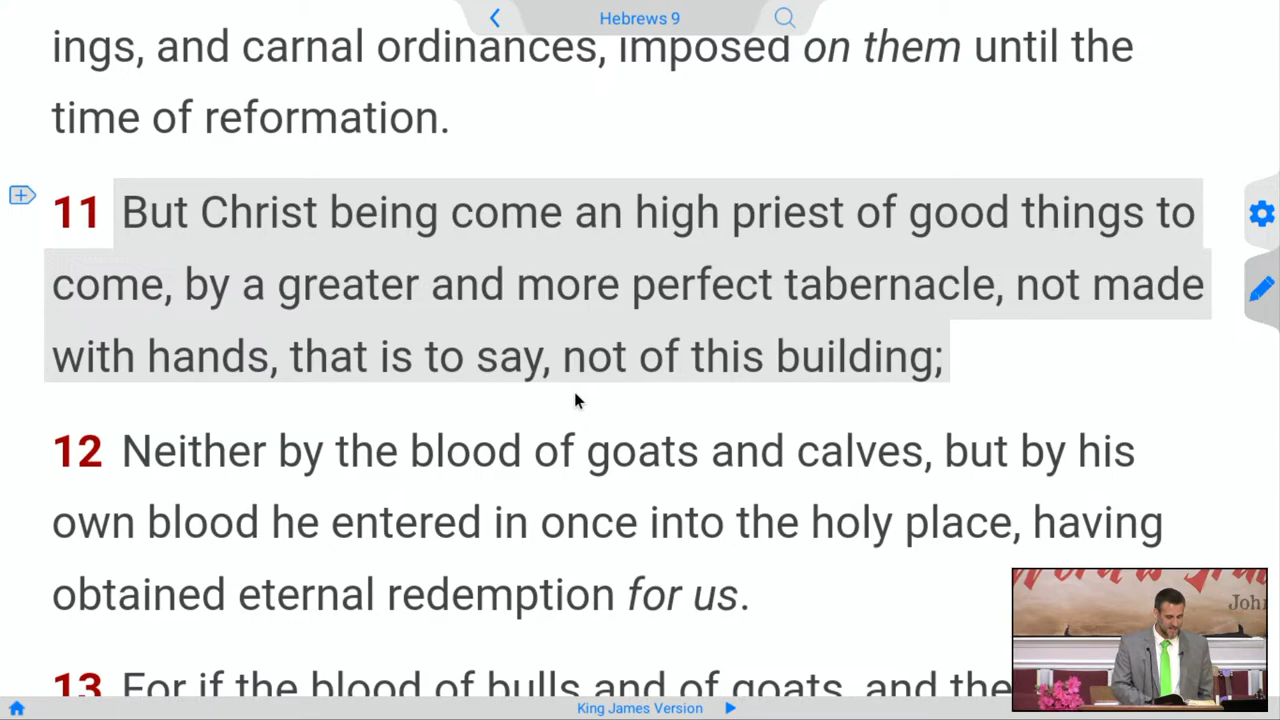 Hebrews 9
ings, and carnal ordinances, imposed on them until the
time of reformation.
11 But Christ being come an high priest of good things to
come, by a greater and more perfect tabernacle, not made
with hands, that is to say, not of this building;
12 Neither by the blood of goats and calves, but by his
own blood he entered in once into the holy place, having
obtained eternal redemption for us.
13 For if the blood of bulls and of goats, and the
John
King James Version